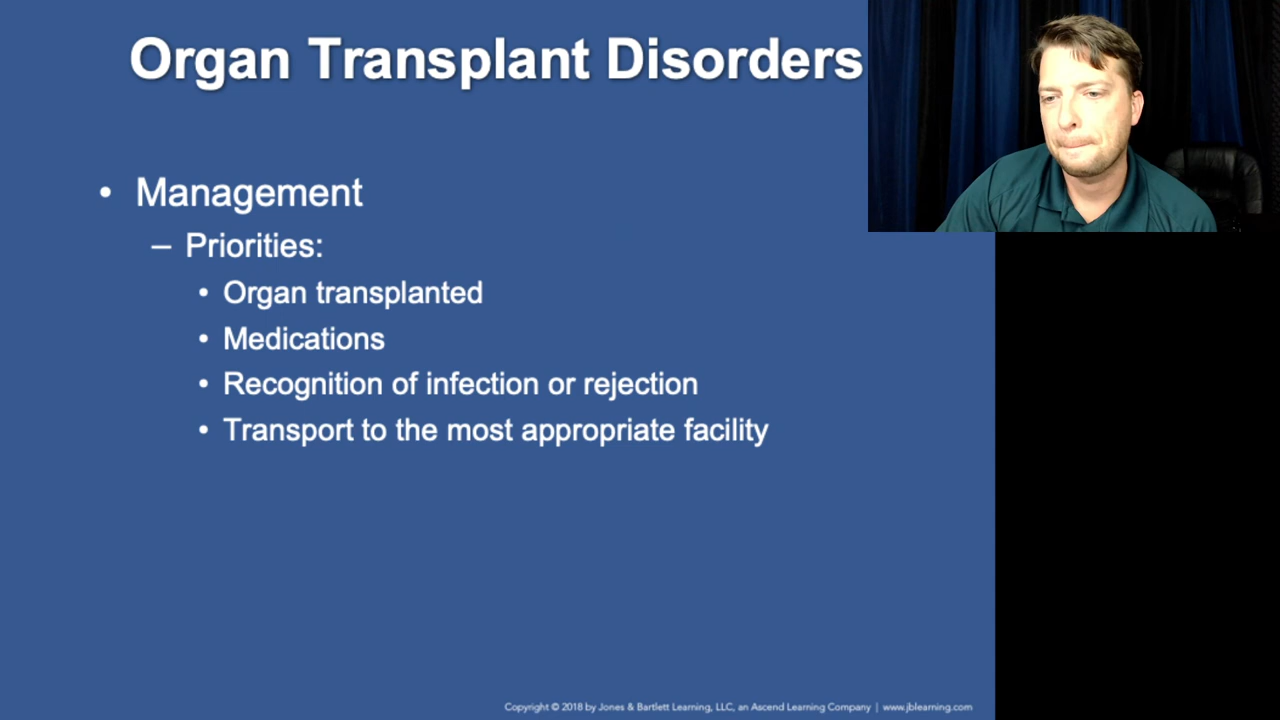 Organ Transplant Disorders
• Management
– Priorities:
• Organ transplanted
• Medications
• Recognition of infection or rejection
• Transport to the most appropriate facility
Copyright © 2018 by Jones & Bartlett Learning, LLC, an Ascend Learning Company | www.jblearning.com